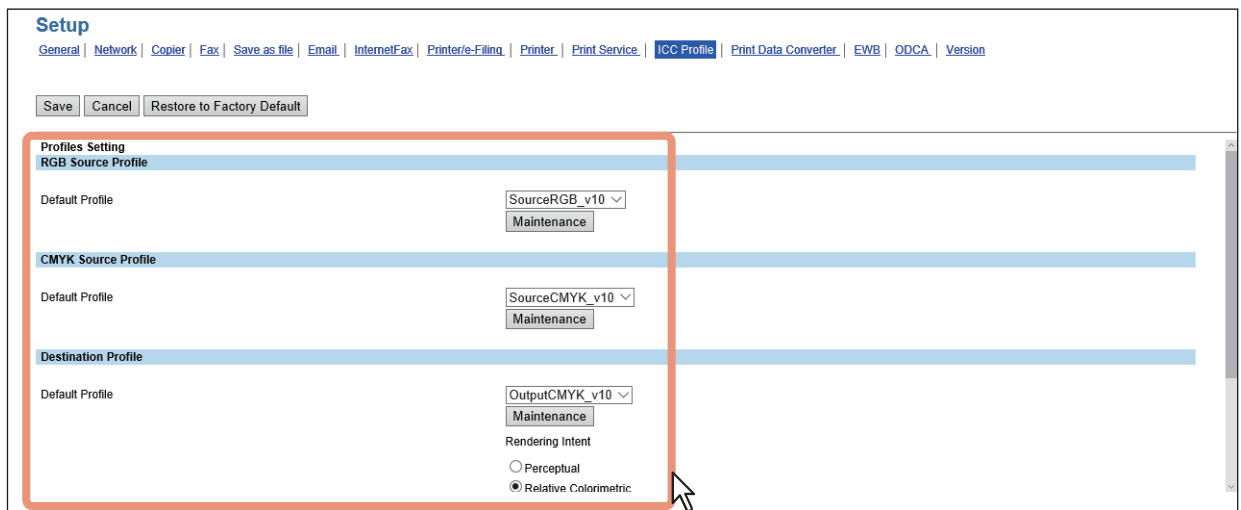 Setup
General | Network | Copier | Fax | Save as file | Email | InternetFax | Printer/e-Filing | Printer | Print Service | ICC Profile | Print Data Converter | EWB | ODCA | Version
Save Cancel Restore to Factory Default
Profiles Setting
RGB Source Profile
Default Profile SourceRGB_v10
Maintenance
CMYK Source Profile
Default Profile SourceCMYK_v10
Maintenance
Destination Profile
Default Profile OutputCMYK_v10
Maintenance
Rendering Intent
Perceptual
Relative Colorimetric